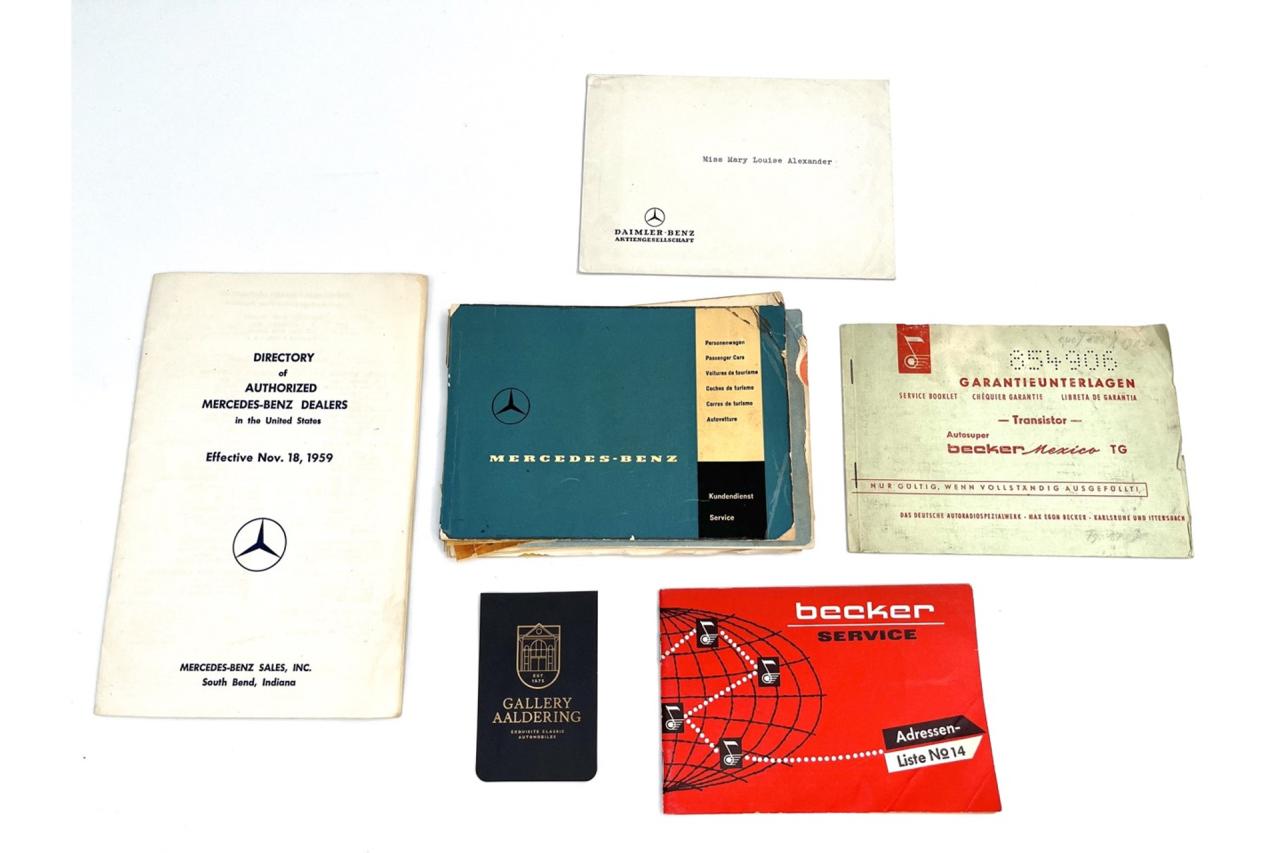 Miss Mary Louise Alexander
DAIMLER-BENZ
AKTIENGESELLSCHAFT
DIRECTORY
of
AUTHORIZED
MERCEDES-BENZ DEALERS
in the United States
Effective Nov. 18, 1959
MERCEDES-BENZ SALES, INC.
South Bend, Indiana
MERCEDES-BENZ
Personenwagen
Passenger Cars
Voitures de tourisme
Coches de turismo
Carros de turismo
Autovetture
Kundendienst
Service
854906
GARANTIEUNTERLAGEN
SERVICE BOOKLET CHÉQUIER GARANTIE LIBRETA DE GARANTIA
— Transistor —
Autosuper
becker Mexico TG
NUR GÜLTIG, WENN VOLLSTÄNDIG AUSGEFÜLLT!
DAS DEUTSCHE AUTORADIOSPEZIALWERK - MAX EGON BECKER - KARLSRUHE UND ITTERSBACH
EST
1975
GALLERY
AALDERING
EXQUISITE CLASSIC
AUTOMOBILES
becker
SERVICE
Adressen-
Liste No 14